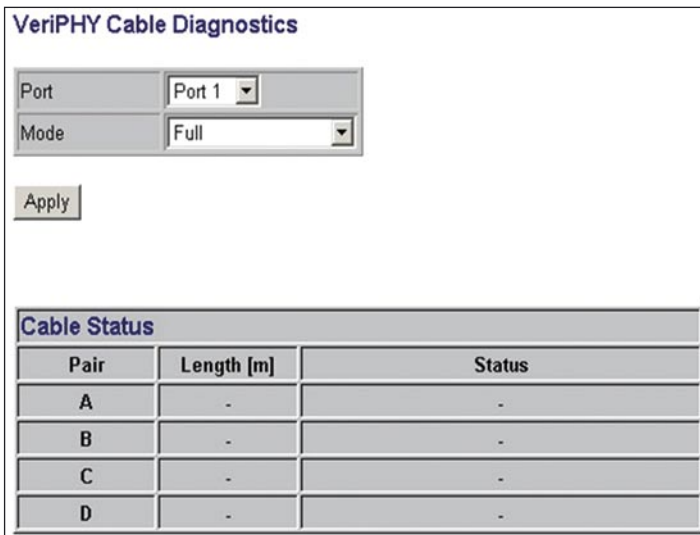 VeriPHY Cable Diagnostics
Port Port 1
Mode Full
Apply
Cable Status
Pair Length [m] Status
A - -
B - -
C - -
D - -